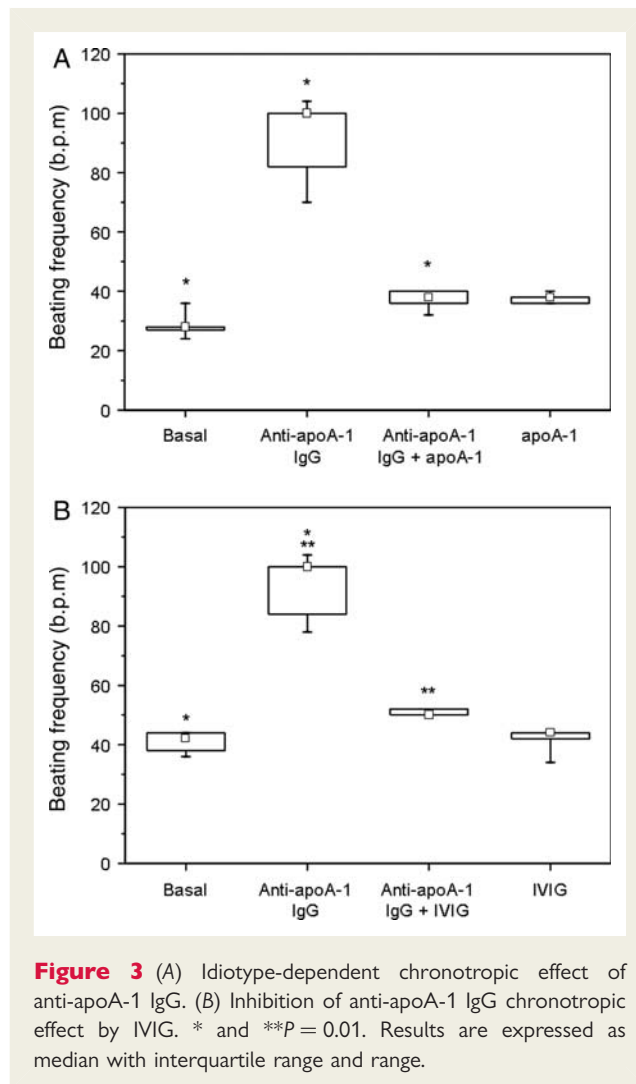 A
120
100
80
60
40
20
0
Beating frequency (b.p.m)
*
*
*
Basal Anti-apoA-1 Anti-apoA-1 apoA-1
IgG IgG + apoA-1
B
120
100
80
60
40
20
0
Beating frequency (b.p.m)
*
**
*
**
Basal Anti-apoA-1 Anti-apoA-1 IVIG
IgG IgG + IVIG
Figure 3 (A) Idiotype-dependent chronotropic effect of
anti-apoA-1 IgG. (B) Inhibition of anti-apoA-1 IgG chronotropic
effect by IVIG. * and **P = 0.01. Results are expressed as
median with interquartile range and range.